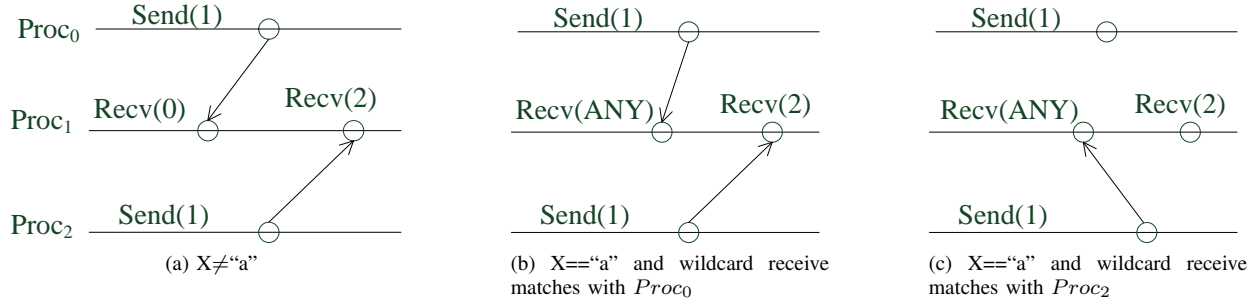 Proc0 Send(1)
Proc1 Recv(0) Recv(2)
Proc2 Send(1)
(a) X≠“a”
Send(1)
Recv(ANY) Recv(2)
Send(1)
(b) X==“a” and wildcard receive
matches with Proc0
Send(1)
Recv(ANY) Recv(2)
Send(1)
(c) X==“a” and wildcard receive
matches with Proc2